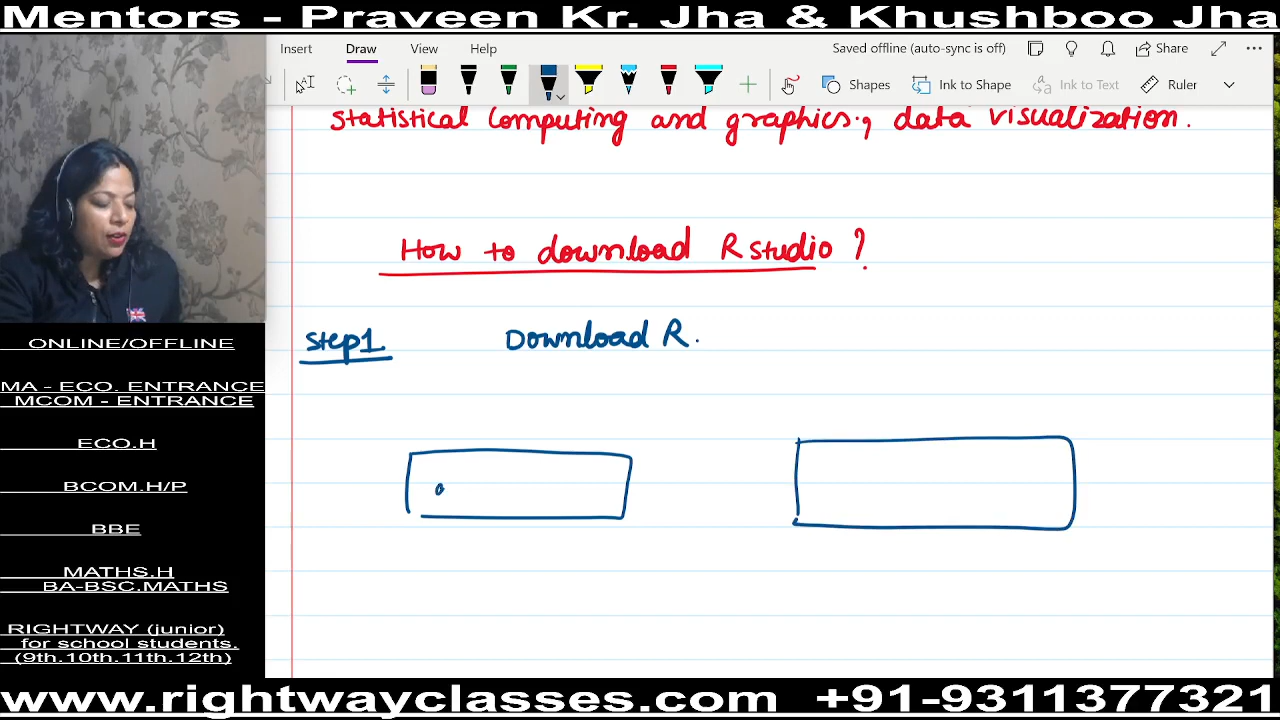 Mentors - Praveen Kr. Jha & Khushboo Jha
Insert Draw View Help
Saved offline (auto-sync is off)
Share
Shapes
Ink to Shape
Ink to Text
Ruler
statistical Computing and graphics., data visualization.
How to download R studio ?
Step1
Download R.
ONLINE/OFFLINE
MA - ECO. ENTRANCE
MCOM - ENTRANCE
ECO.H
BCOM.H/P
BBE
MATHS.H
BA-BSC.MATHS
RIGHTWAY (junior)
for school students.
(9th.10th.11th.12th)
www.rightwayclasses.com +91-9311377321